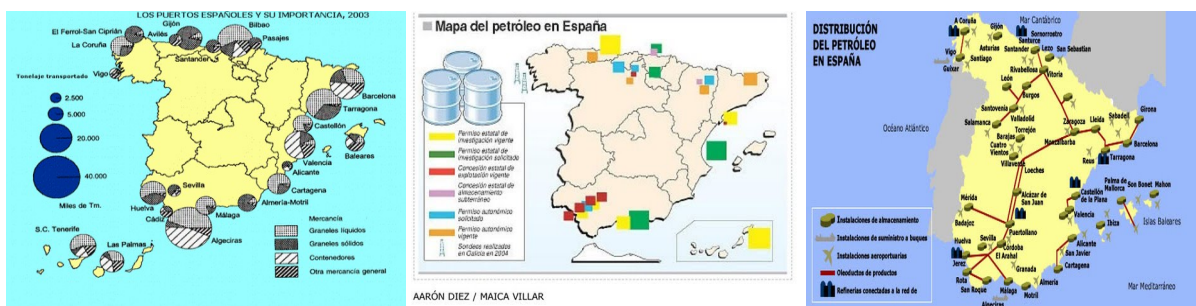 LOS PUERTOS ESPAÑOLES Y SU IMPORTANCIA, 2003
Bilbao
Gijón
El Ferrol-San Ciprián
Avilés
Pasajes
La Coruña
Santander
Vigo
Tonelaje transportado
2.500
5.000
20.000
40.000
Miles de Tm.
Barcelona
Tarragona
Castellón
Valencia
Baleares
Alicante
Cartagena
Sevilla
Huelva
Almería-Motril
Málaga
Algeciras
S.C. Tenerife
Las Palmas
Mercancía
Graneles líquidos
Graneles sólidos
Contenedores
Otra mercancía general
Mapa del petróleo en España
Permiso estatal de
investigación vigente
Permiso estatal de
investigación solicitado
Concesión estatal de
explotación vigente
Concesión estatal de
almacenamiento
subterráneo
Permiso autonómico
solicitado
Permiso autonómico
vigente
Sondeos realizados
en Galicia en 2004
AARÓN DIEZ / MAICA VILLAR
DISTRIBUCIÓN
DEL PETRÓLEO
EN ESPAÑA
Mar Cantábrico
A Coruña
Gijón
Santurce
Somorrostro
Vigo
Asturias
Santander
Lezo
San Sebastian
Guixar
Santiago
Rivabellosa
Vitoria
León
Burgos
Santovenia
Valladolid
Salamanca
Zaragoza
Lleida
Sabadell
Girona
Océano Atlántico
Barajas
Torrejón
Cuatro
Vientos
Monzalbarba
Barcelona
Villaverde
Reus
Tarragona
Loeches
Alcázar de
San Juan
Castellón
de la Plana
Palma de
Mallorca
Son Bonet
Mahon
Mérida
Valencia
Ibiza
Islas Baleares
Badajoz
Puertollano
Alicante
Huelva
Sevilla
Córdoba
San Javier
El Arahal
Jerez
Granada
Cartagena
Rota
Almería
San Roque
Málaga
Motril
Algeciras
Mar Mediterráneo
Instalaciones de almacenamiento
Instalaciones de suministro a buques
Instalaciones aeroportuarias
Oleoductos de productos
Refinerías conectadas a la red de